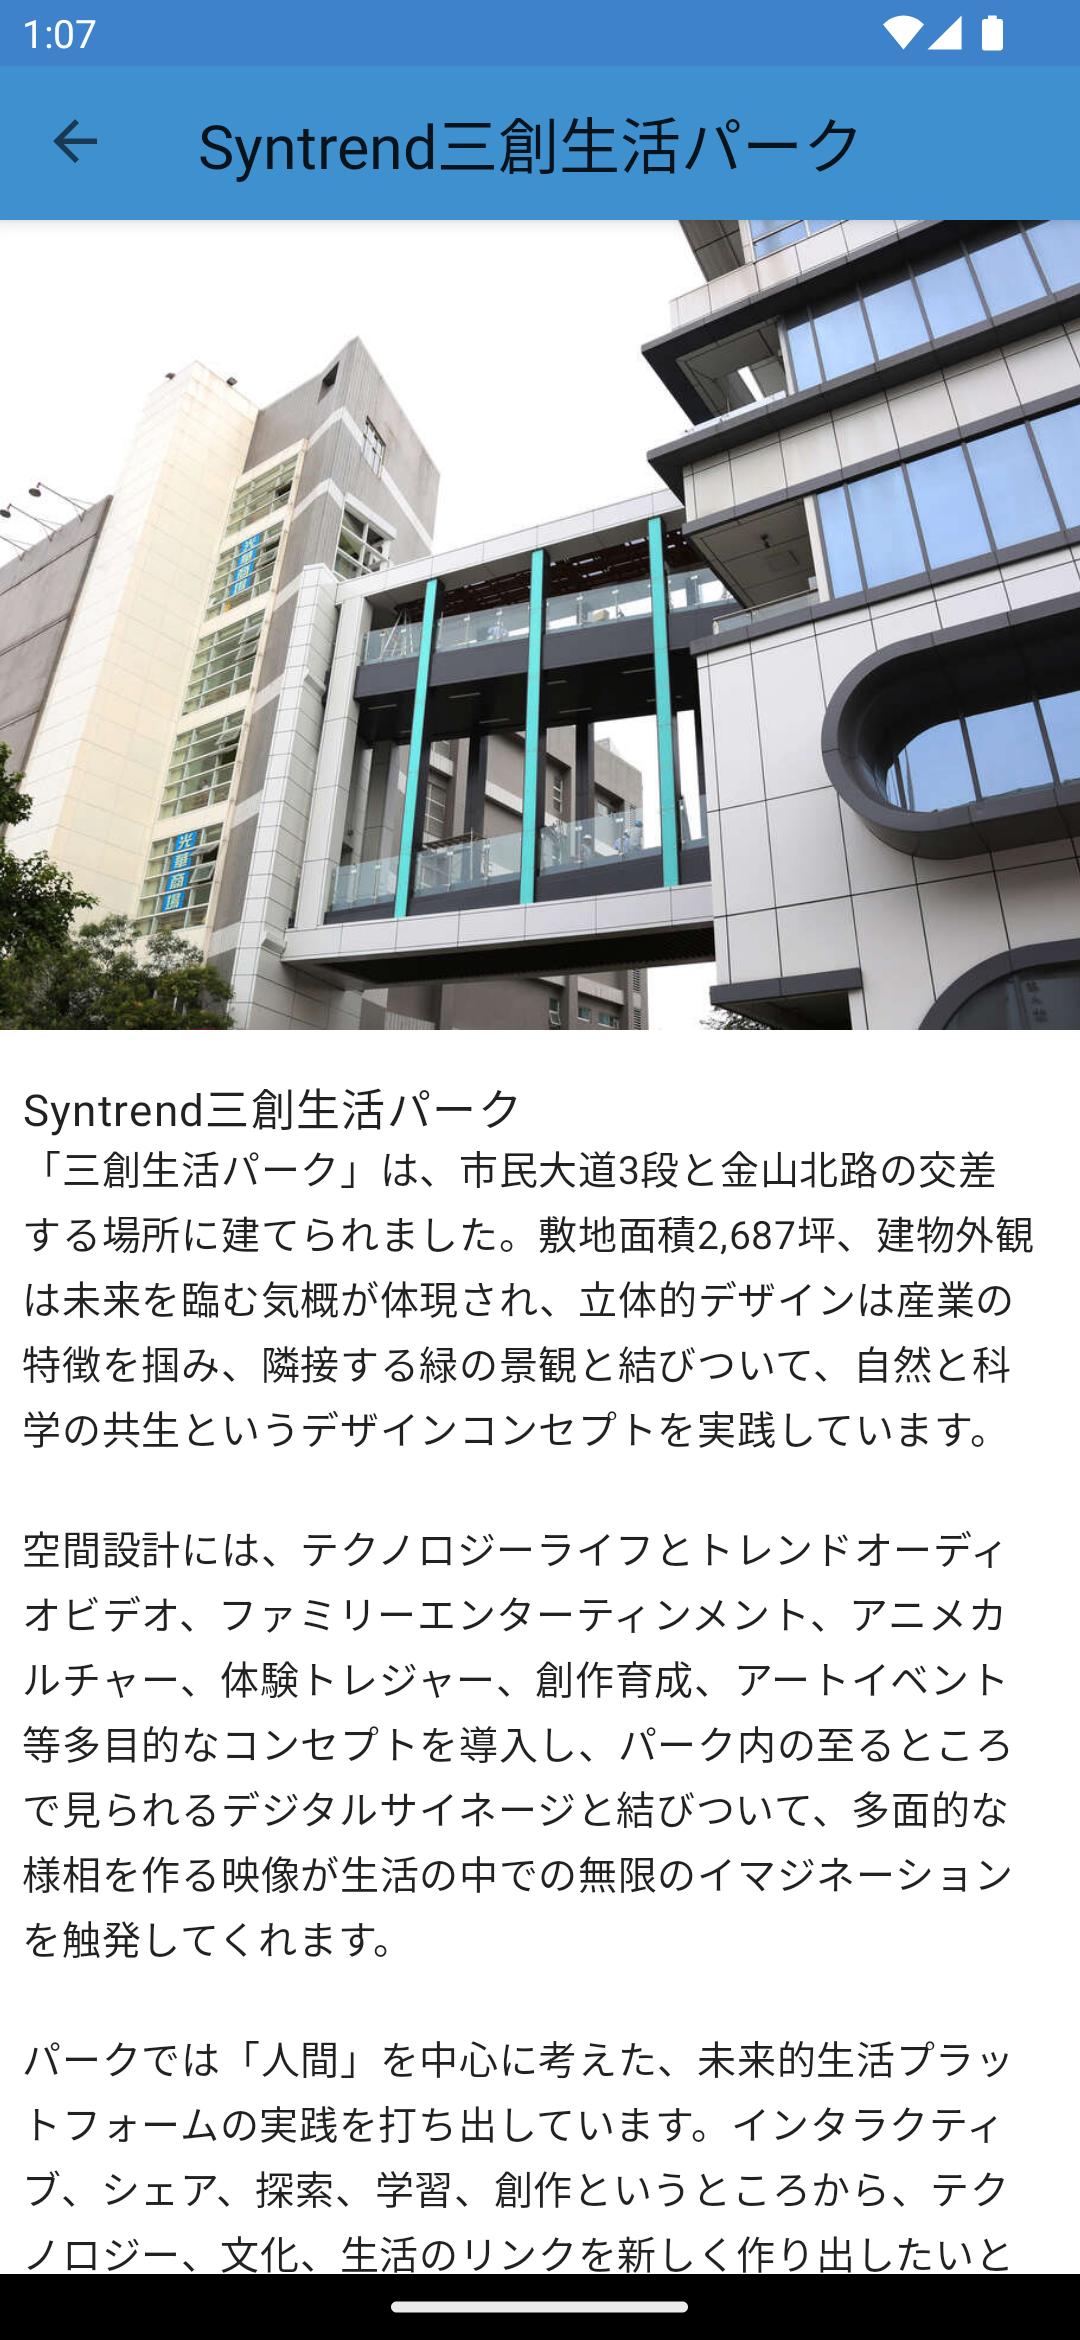 1:07
Syntrend三創生活パーク
光華商場
光華商場
Syntrend三創生活パーク
「三創生活パーク」は、市民大道3段と金山北路の交差
する場所に建てられました。敷地面積2,687坪、建物外観
は未来を臨む気概が体現され、立体的デザインは産業の
特徴を掴み、隣接する緑の景観と結びついて、自然と科
学の共生というデザインコンセプトを実践しています。
空間設計には、テクノロジーライフとトレンドオーディ
オビデオ、ファミリーエンターティンメント、アニメカ
ルチャー、体験トレジャー、創作育成、アートイベント
等多目的なコンセプトを導入し、パーク内の至るところ
で見られるデジタルサイネージと結びついて、多面的な
様相を作る映像が生活の中での無限のイマジネーション
を触発してくれます。
パークでは「人間」を中心に考えた、未来的生活プラッ
トフォームの実践を打ち出しています。インタラクティ
ブ、シェア、探索、学習、創作というところから、テク
ノロジー、文化、生活のリンクを新しく作り出したいと